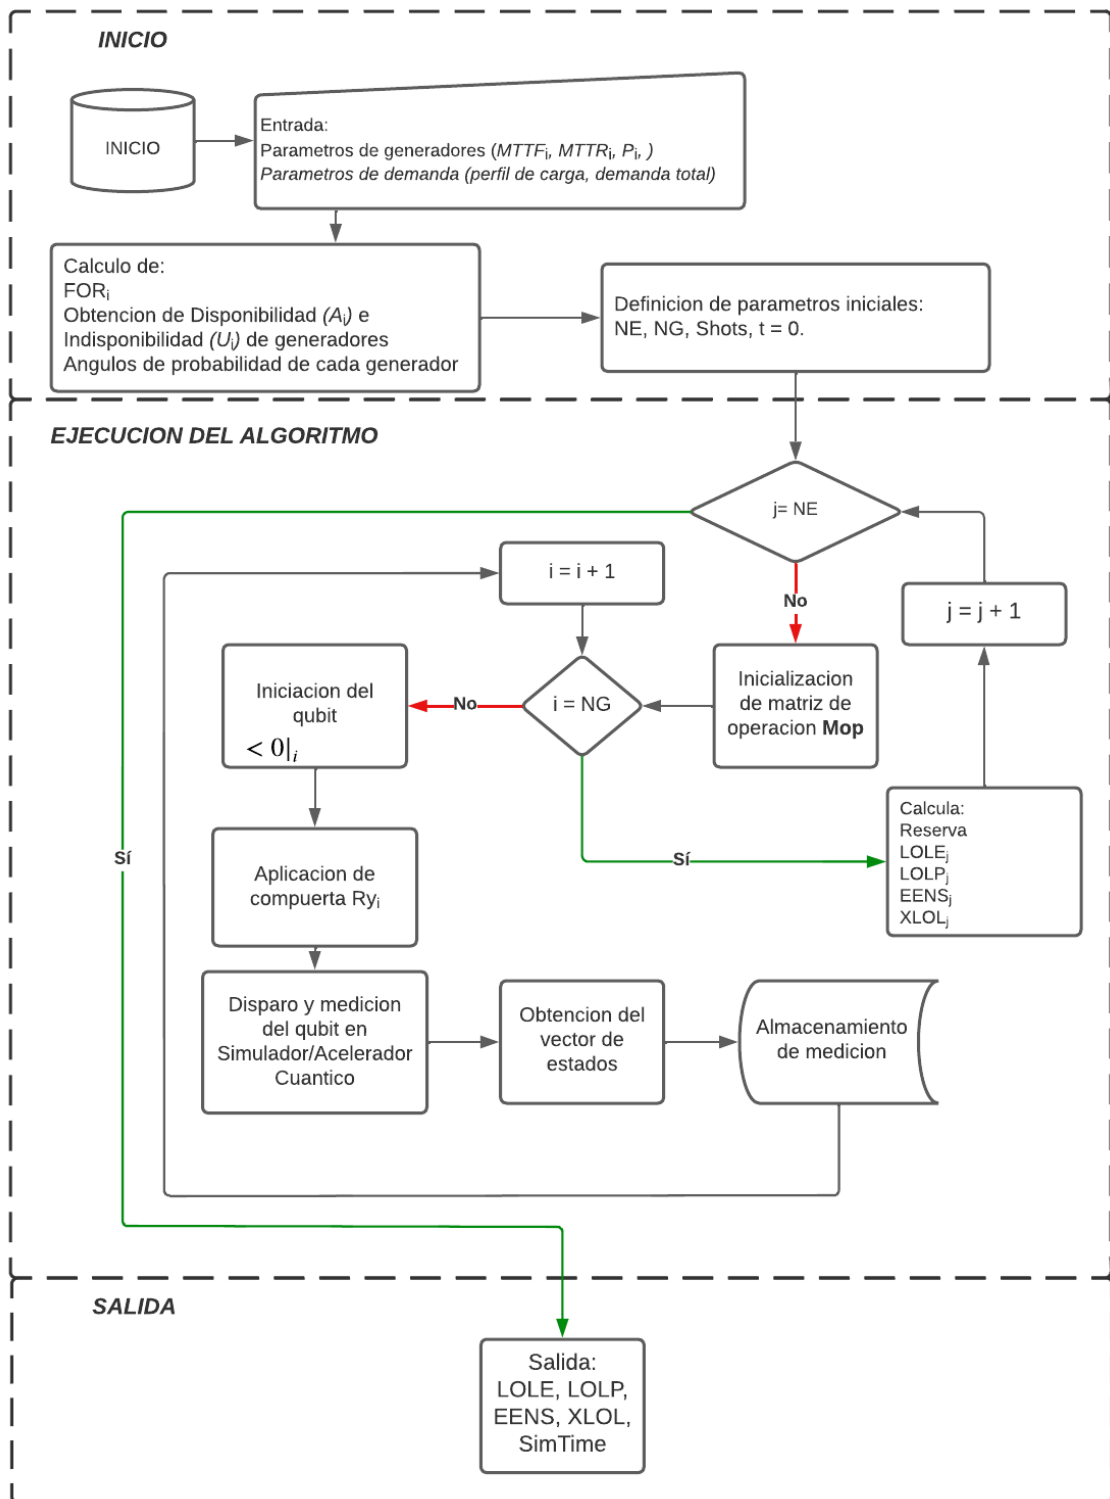 INICIO
INICIO
Entrada:
Parametros de generadores (MTTFi, MTTRi, Pi, )
Parametros de demanda (perfil de carga, demanda total)
Calculo de:
FORi
Obtencion de Disponibilidad (Ai) e
Indisponibilidad (Ui) de generadores
Angulos de probabilidad de cada generador
Definicion de parametros iniciales:
NE, NG, Shots, t = 0.
EJECUCION DEL ALGORITMO
j= NE
i = i + 1
No
j = j + 1
Inicializacion
de matriz de
operacion Mop
i = NG
No
Iniciacion del
qubit
< 0|i
Sí
Calcula:
Reserva
LOLEj
LOLPj
EENSj
XLOLj
Sí
Aplicacion de
compuerta Ryi
Disparo y medicion
del qubit en
Simulador/Acelerador
Cuantico
Obtencion del
vector de
estados
Almacenamiento
de medicion
SALIDA
Salida:
LOLE, LOLP,
EENS, XLOL,
SimTime